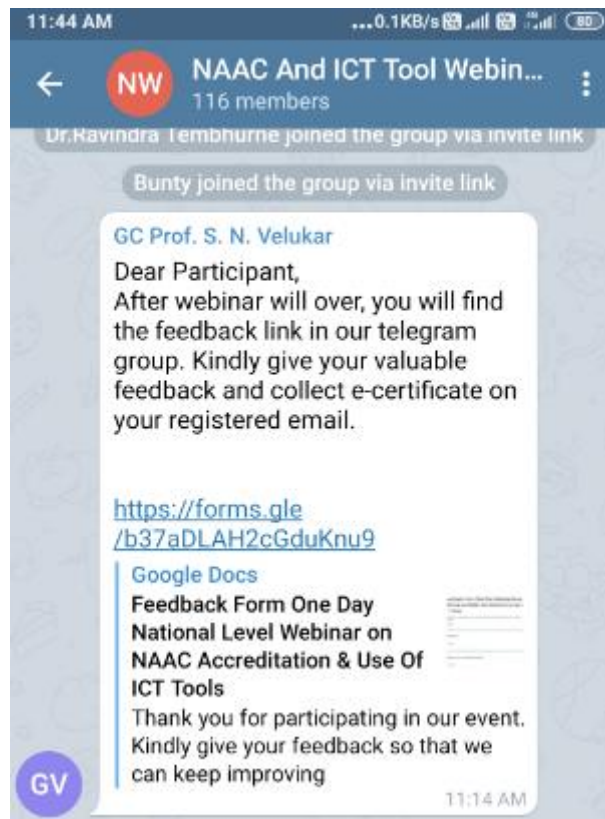 11:44 AM
...0.1KB/s
80
NW
NAAC And ICT Tool Webin...
116 members
Dr.Ravindra Tembhurne joined the group via invite link
Bunty joined the group via invite link
GC Prof. S. N. Velukar
Dear Participant,
After webinar will over, you will find
the feedback link in our telegram
group. Kindly give your valuable
feedback and collect e-certificate on
your registered email.
https://forms.gle
/b37aDLAH2cGduKnu9
Google Docs
Feedback Form One Day
National Level Webinar on
NAAC Accreditation & Use Of
ICT Tools
Thank you for participating in our event.
Kindly give your feedback so that we
can keep improving
GV
11:14 AM